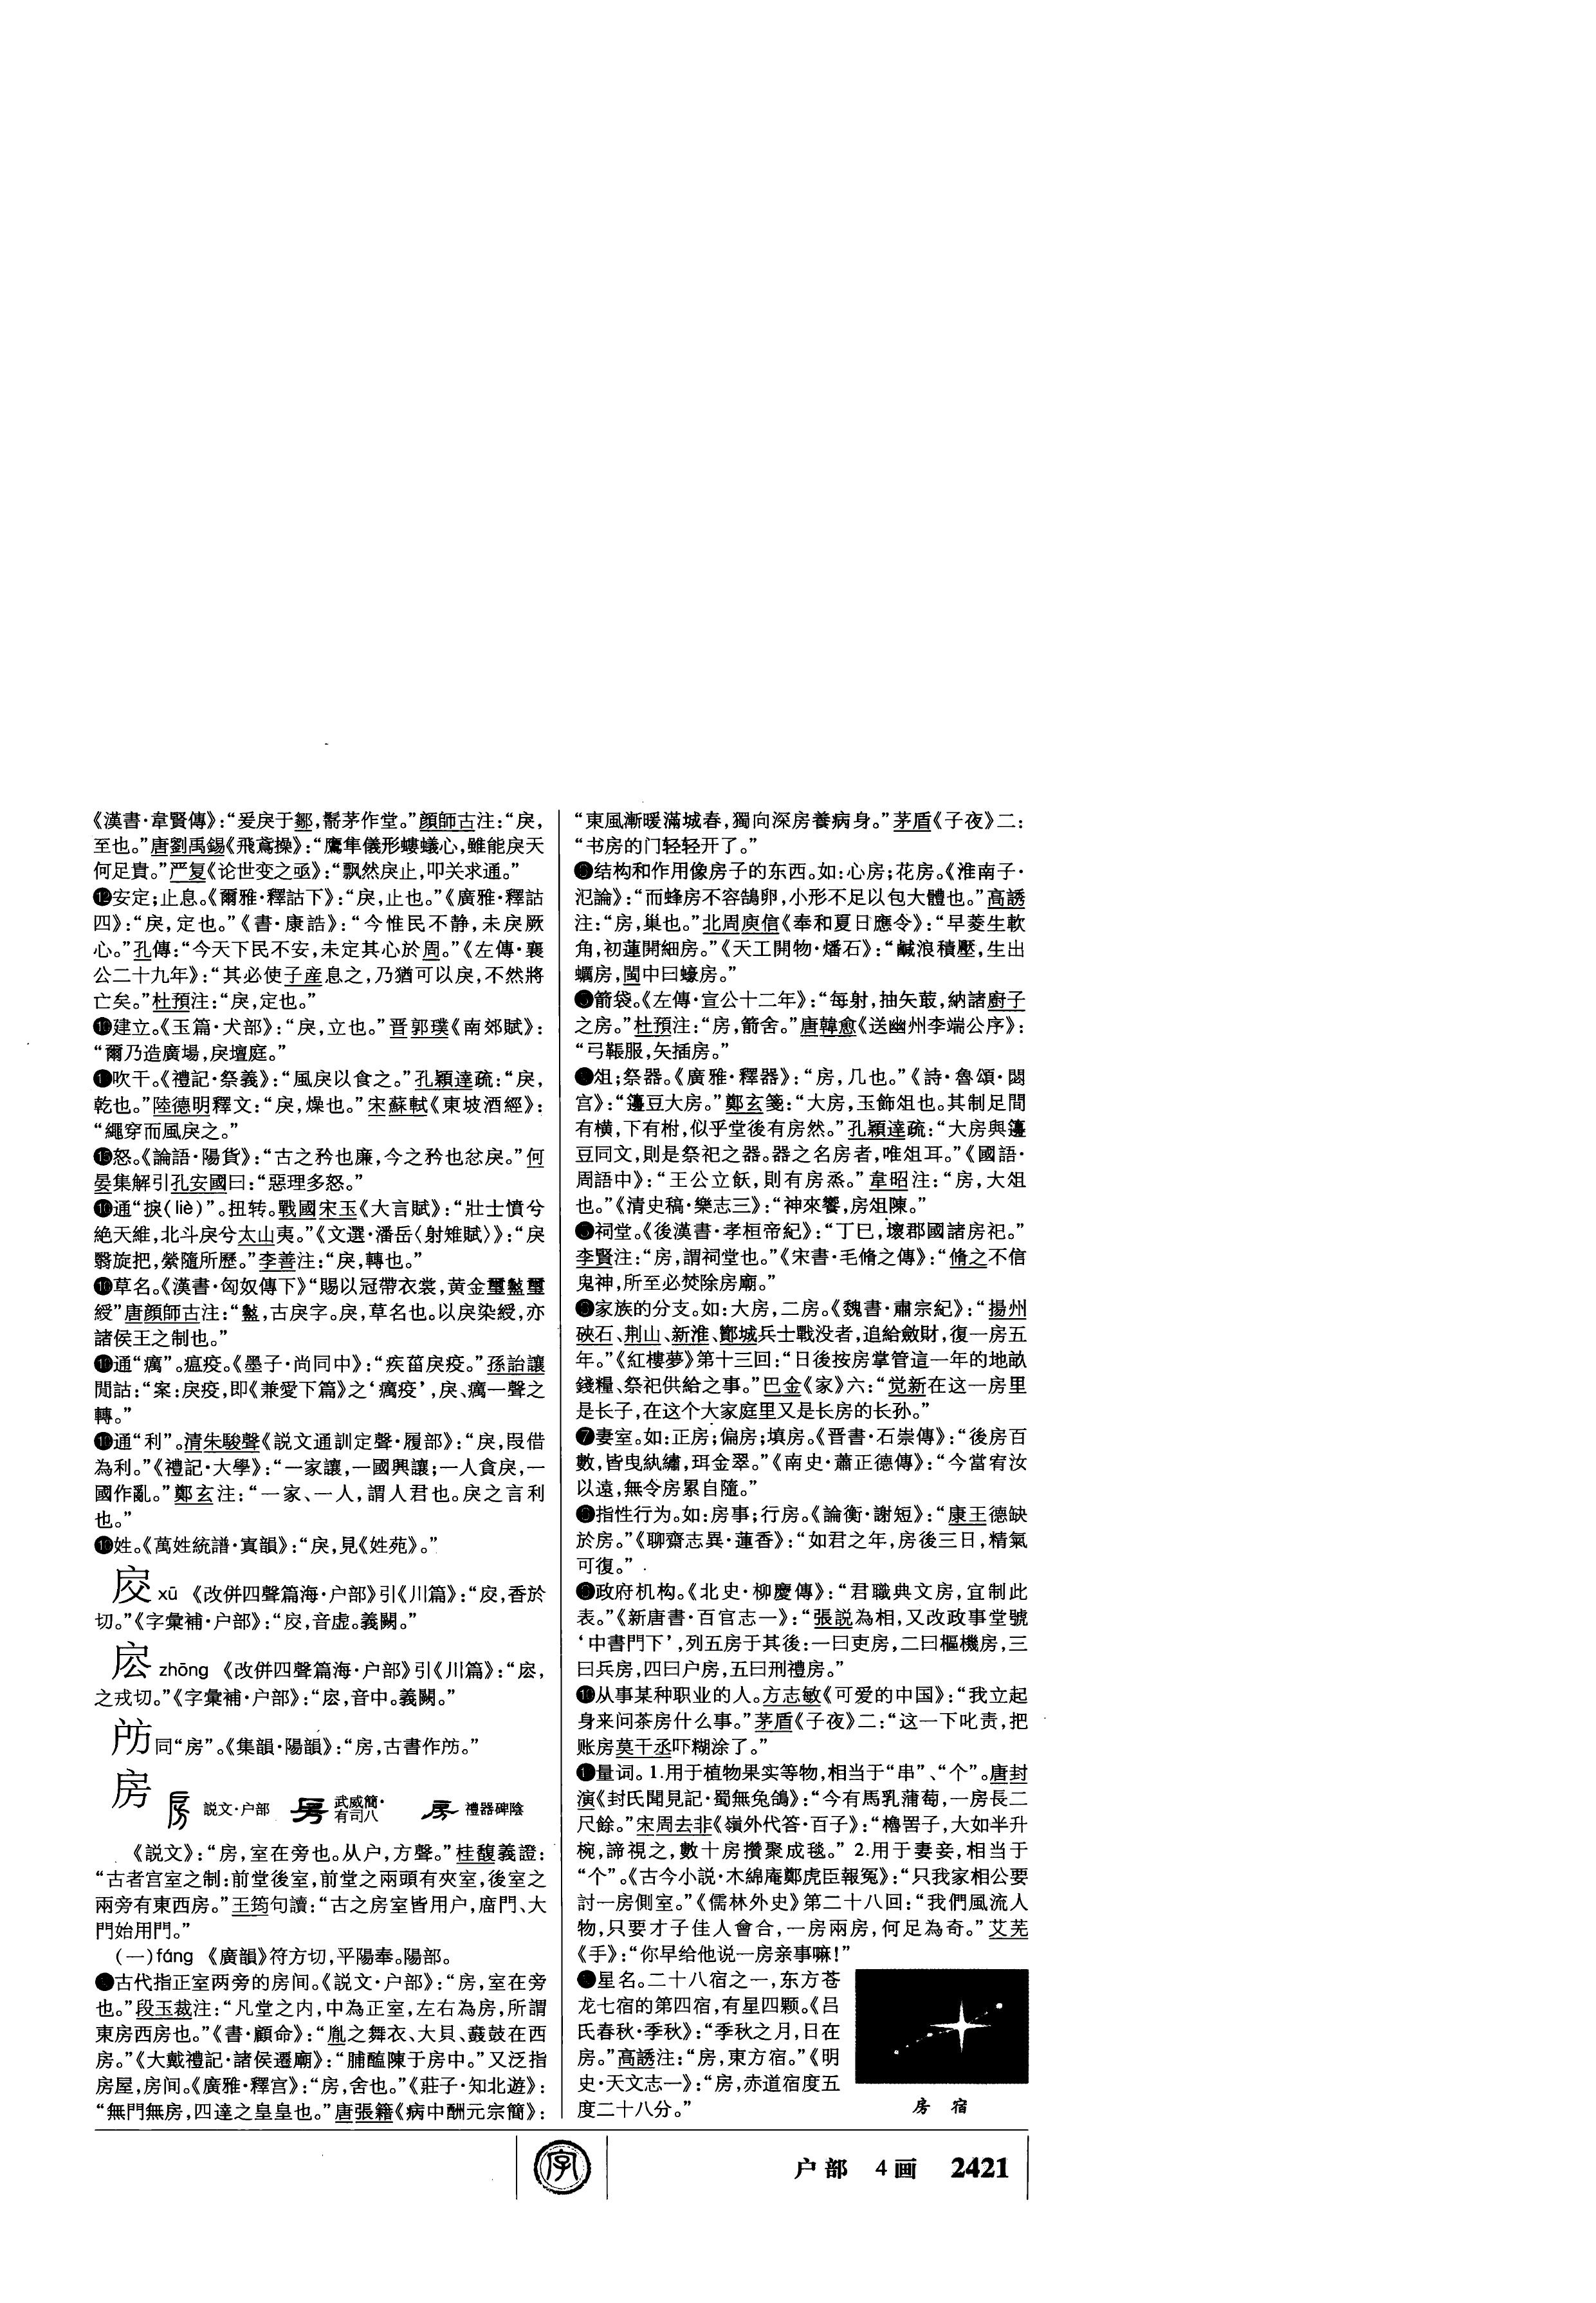 《漢書·韋賢傳》：“爰戾于鄒，鬋茅作堂。”顔師古注：“戾，
至也。”唐劉禹錫《飛鳶操》：“鷹隼儀形螻蟻心，雖能戾天
何足貴。”严复《论世变之亟》：“飘然戾止，叩关求通。”
⓬安定；止息。《爾雅·釋詁下》：“戾，止也。”《廣雅·釋詁
四》：“戾，定也。”《書·康誥》：“今惟民不静，未戾厥
心。”孔傳：“今天下民不安，未定其心於周。”《左傳·襄
公二十九年》：“其必使子産息之，乃猶可以戾，不然將
亡矣。”杜預注：“戾，定也。”
建立。《玉篇·犬部》：“戾，立也。”晋郭璞《南郊賦》：
“爾乃造廣場，戾壇庭。”
吹干。《禮記·祭義》：“風戾以食之。”孔穎達疏：“戾，
乾也。”陸德明釋文：“戾，燥也。”宋蘇軾《東坡酒經》：
“繩穿而風戾之。”
⓯怒。《論語·陽貨》：“古之矜也廉，今之矜也忿戾。”何
晏集解引孔安國曰：“惡理多怒。”
通“捩(liè)”。扭转。戰國宋玉《大言賦》：“壯士憤兮
絶天維，北斗戾兮太山夷。”《文選·潘岳〈射雉賦〉》：“戾
翳旋把，縈隨所歷。”李善注：“戾，轉也。”
草名。《漢書·匈奴傳下》“賜以冠帶衣裳，黄金璽盭璽
綬”唐顔師古注：“盭，古戾字。戾，草名也。以戾染綬，亦
諸侯王之制也。”
通“癘”。瘟疫。《墨子·尚同中》：“疾菑戾疫。”孫詒讓
閒詁：“案：戾疫，即《兼愛下篇》之‘癘疫’，戾、癘一聲之
轉。”
通“利”。清朱駿聲《説文通訓定聲·履部》：“戾，叚借
為利。”《禮記·大學》：“一家讓，一國興讓；一人貪戾，一
國作亂。”鄭玄注：“一家、一人，謂人君也。戾之言利
也。”
姓。《萬姓統譜·寘韻》：“戾，見《姓苑》。”
xū 《改併四聲篇海·户部》引《川篇》：“，香於
切。”《字彙補·户部》：“，音虚。義闕。”
zhōng 《改併四聲篇海·户部》引《川篇》：“，
之戎切。”《字彙補·户部》：“，音中。義闕。”
㕫 同“房”。《集韻·陽韻》：“房，古書作㕫。”
房 説文·户部 武威簡·有司八 禮器碑陰
《説文》：“房，室在旁也。从户，方聲。”桂馥義證：
“古者宫室之制：前堂後室，前堂之兩頭有夾室，後室之
兩旁有東西房。”王筠句讀：“古之房室皆用户，庿門、大
門始用門。”
(一)fáng 《廣韻》符方切，平陽奉。陽部。
古代指正室两旁的房间。《説文·户部》：“房，室在旁
也。”段玉裁注：“凡堂之内，中為正室，左右為房，所謂
東房西房也。”《書·顧命》：“胤之舞衣、大貝、鼖鼓在西
房。”《大戴禮記·諸侯遷廟》：“脯醢陳于房中。”又泛指
房屋，房间。《廣雅·釋宫》：“房，舍也。”《莊子·知北遊》：
“無門無房，四達之皇皇也。”唐張籍《病中酬元宗簡》：
“東風漸暖滿城春，獨向深房養病身。”茅盾《子夜》二：
“书房的门轻轻开了。”
结构和作用像房子的东西。如：心房；花房。《淮南子·
氾論》：“而蜂房不容鵠卵，小形不足以包大體也。”高誘
注：“房，巢也。”北周庾信《奉和夏日應令》：“早菱生軟
角，初蓮開細房。”《天工開物·燔石》：“鹹浪積壓，生出
蠣房，閩中曰蠔房。”
箭袋。《左傳·宣公十二年》：“每射，抽矢菆，納諸廚子
之房。”杜預注：“房，箭舍。”唐韓愈《送幽州李端公序》：
“弓韔服，矢插房。”
俎；祭器。《廣雅·釋器》：“房，几也。”《詩·魯頌·閟
宫》：“籩豆大房。”鄭玄箋：“大房，玉飾俎也。其制足間
有横，下有柎，似乎堂後有房然。”孔穎達疏：“大房與籩
豆同文，則是祭祀之器。器之名房者，唯俎耳。”《國語·
周語中》：“王公立飫，則有房烝。”韋昭注：“房，大俎
也。”《清史稿·樂志三》：“神來饗，房俎陳。”
祠堂。《後漢書·孝桓帝紀》：“丁巳，壞郡國諸房祀。”
李賢注：“房，謂祠堂也。”《宋書·毛脩之傳》：“脩之不信
鬼神，所至必焚除房廟。”
家族的分支。如：大房，二房。《魏書·肅宗紀》：“揚州
硤石、荆山、新淮、酇城兵士戰没者，追給斂財，復一房五
年。”《紅樓夢》第十三回：“日後按房掌管這一年的地畝
錢糧、祭祀供給之事。”巴金《家》六：“觉新在这一房里
是长子，在这个大家庭里又是长房的长孙。”
❼妻室。如：正房；偏房；填房。《晋書·石崇傳》：“後房百
數，皆曳紈繡，珥金翠。”《南史·蕭正德傳》：“今當宥汝
以遠，無令房累自隨。”
指性行为。如：房事；行房。《論衡·謝短》：“康王德缺
於房。”《聊齋志異·蓮香》：“如君之年，房後三日，精氣
可復。”
政府机构。《北史·柳慶傳》：“君職典文房，宜制此
表。”《新唐書·百官志一》：“張説為相，又改政事堂號
‘中書門下’，列五房于其後：一曰吏房，二曰樞機房，三
曰兵房，四曰户房，五曰刑禮房。”
从事某种职业的人。方志敏《可爱的中国》：“我立起
身来问茶房什么事。”茅盾《子夜》二：“这一下叱责，把
账房莫干丞吓糊涂了。”
量词。1.用于植物果实等物，相当于“串”、“个”。唐封
演《封氏聞見記·蜀無兔鴿》：“今有馬乳蒲萄，一房長二
尺餘。”宋周去非《嶺外代答·百子》：“櫓罟子，大如半升
椀，諦視之，數十房攢聚成毬。” 2.用于妻妾，相当于
“个”。《古今小説·木綿庵鄭虎臣報冤》：“只我家相公要
討一房側室。”《儒林外史》第二十八回：“我們風流人
物，只要才子佳人會合，一房兩房，何足為奇。”艾芜
《手》：“你早给他说一房亲事嘛！”
星名。二十八宿之一，东方苍
龙七宿的第四宿，有星四颗。《吕
氏春秋·季秋》：“季秋之月，日在
房。”高誘注：“房，東方宿。”《明
史·天文志一》：“房，赤道宿度五
度二十八分。”
房 宿
字
户部 4画 2421